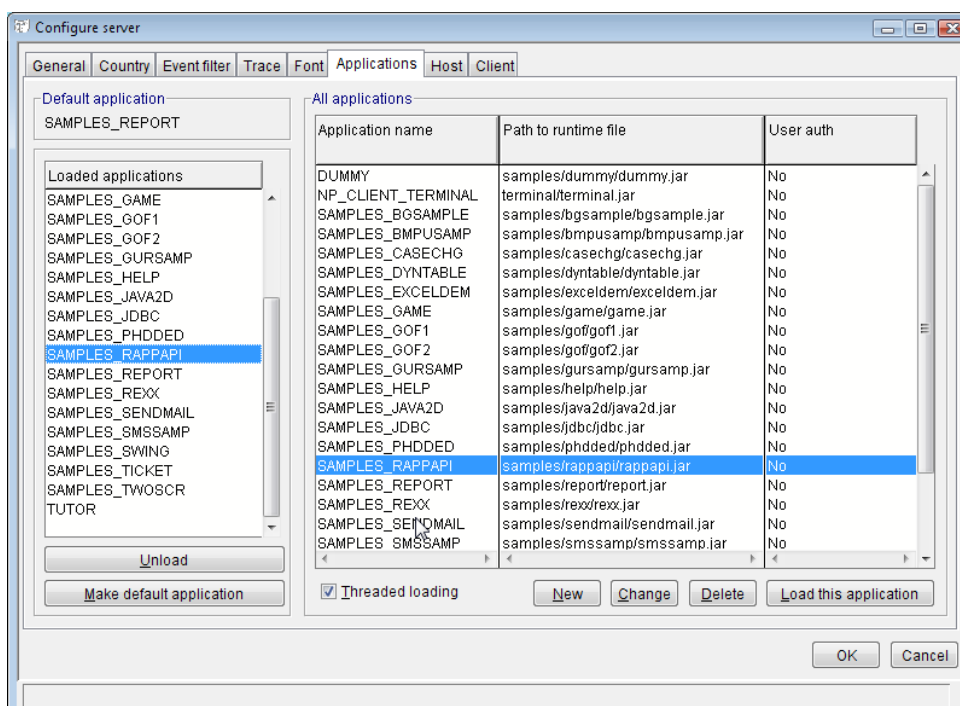 Configure server
General Country Event filter Trace Font Applications Host Client
Default application
SAMPLES_REPORT
Loaded applications
SAMPLES_GAME
SAMPLES_GOF1
SAMPLES_GOF2
SAMPLES_GURSAMP
SAMPLES_HELP
SAMPLES_JAVA2D
SAMPLES_JDBC
SAMPLES_PHDDED
SAMPLES_RAPPAPI
SAMPLES_REPORT
SAMPLES_REXX
SAMPLES_SENDMAIL
SAMPLES_SMSSAMP
SAMPLES_SWING
SAMPLES_TICKET
SAMPLES_TWOSCR
TUTOR
Unload
Make default application
All applications
Application name Path to runtime file User auth
DUMMY samples/dummy/dummy.jar No
NP_CLIENT_TERMINAL terminal/terminal.jar No
SAMPLES_BGSAMPLE samples/bgsample/bgsample.jar No
SAMPLES_BMPUSAMP samples/bmpusamp/bmpusamp.jar No
SAMPLES_CASECHG samples/casechg/casechg.jar No
SAMPLES_DYNTABLE samples/dyntable/dyntable.jar No
SAMPLES_EXCELDEM samples/exceldem/exceldem.jar No
SAMPLES_GAME samples/game/game.jar No
SAMPLES_GOF1 samples/gof/gof1.jar No
SAMPLES_GOF2 samples/gof/gof2.jar No
SAMPLES_GURSAMP samples/gursamp/gursamp.jar No
SAMPLES_HELP samples/help/help.jar No
SAMPLES_JAVA2D samples/java2d/java2d.jar No
SAMPLES_JDBC samples/jdbc/jdbc.jar No
SAMPLES_PHDDED samples/phdded/phdded.jar No
SAMPLES_RAPPAPI samples/rappapi/rappapi.jar No
SAMPLES_REPORT samples/report/report.jar No
SAMPLES_REXX samples/rexx/rexx.jar No
SAMPLES_SENDMAIL samples/sendmail/sendmail.jar No
SAMPLES_SMSSAMP samples/smssamp/smssamp.jar No
Threaded loading New Change Delete Load this application
OK Cancel